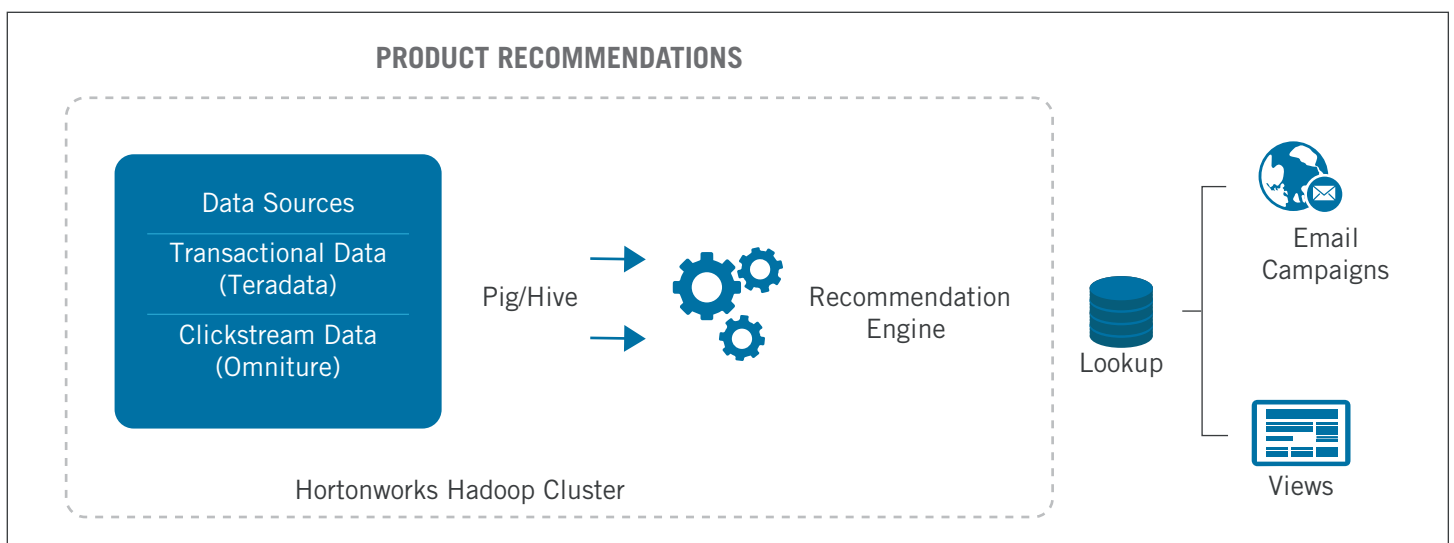 PRODUCT RECOMMENDATIONS
Data Sources
Transactional Data
(Teradata)
Clickstream Data
(Omniture)
Pig/Hive
Recommendation
Engine
Hortonworks Hadoop Cluster
Lookup
Email
Campaigns
Views